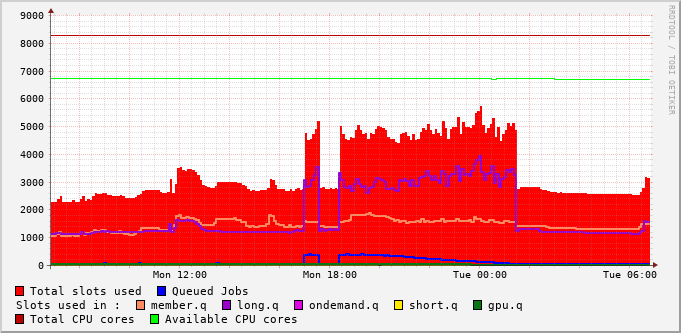 9000
8000
7000
6000
5000
4000
3000
2000
1000
0
Mon 12:00 Mon 18:00 Tue 00:00 Tue 06:00
RRDTOOL / TOBI OETIKER
Total slots used Queued Jobs
Slots used in : member.q long.q ondemand.q short.q gpu.q
Total CPU cores Available CPU cores